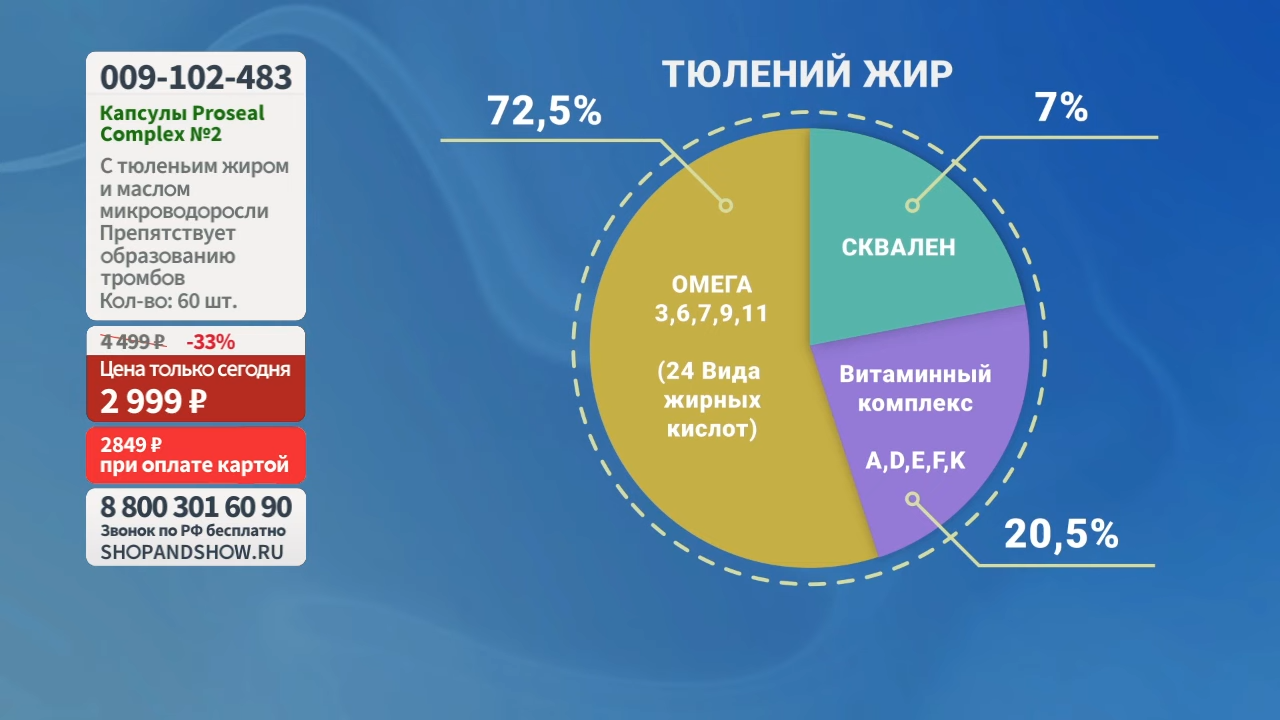 009-102-483
Капсулы Proseal
Complex №2
С тюленьим жиром
и маслом
микроводоросли
Препятствует
образованию
тромбов
Кол-во: 60 шт.
4 499 ₽ -33%
Цена только сегодня
2 999 ₽
2849 ₽
при оплате картой
8 800 301 60 90
Звонок по РФ бесплатно
SHOPANDSHOW.RU
ТЮЛЕНИЙ ЖИР
72,5%
7%
СКВАЛЕН
ОМЕГА
3,6,7,9,11
(24 Вида
жирных
кислот)
Витаминный
комплекс
A,D,E,F,K
20,5%